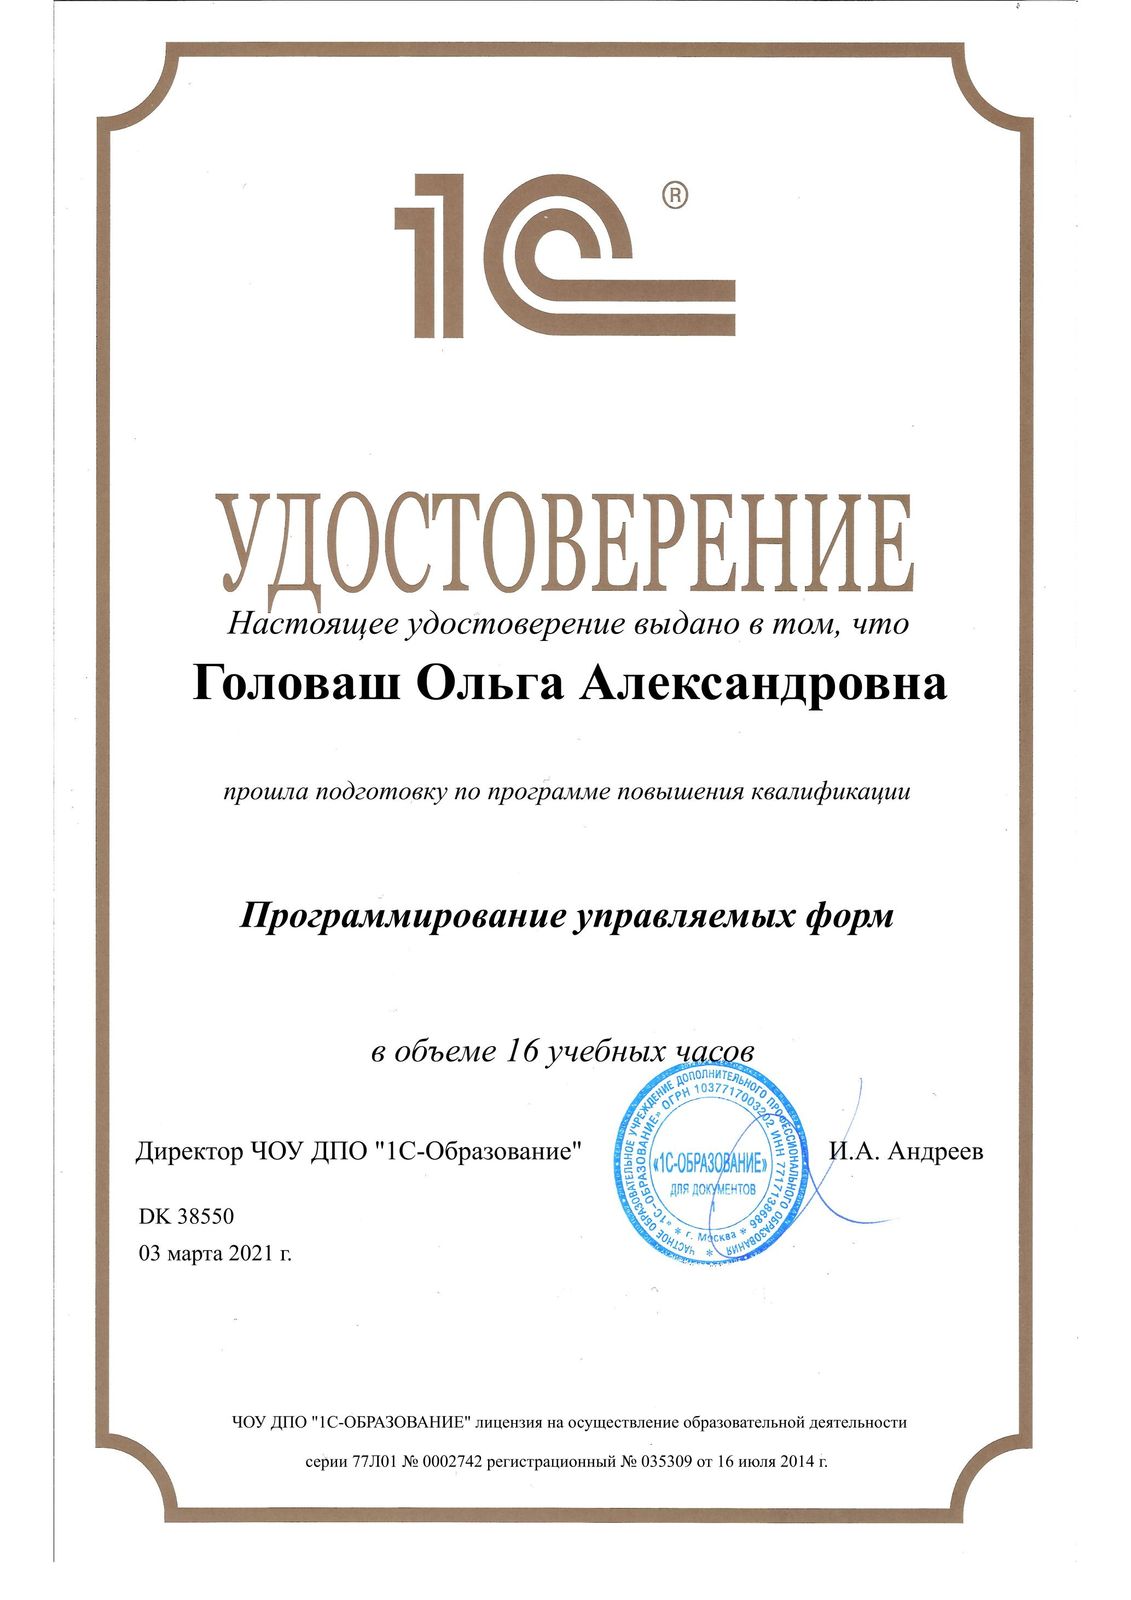 1С ®
УДОСТОВЕРЕНИЕ
Настоящее удостоверение выдано в том, что
Головаш Ольга Александровна
прошла подготовку по программе повышения квалификации
Программирование управляемых форм
в объеме 16 учебных часов
Директор ЧОУ ДПО "1С-Образование"
ЧАСТНОЕ ОБРАЗОВАТЕЛЬНОЕ УЧРЕЖДЕНИЕ ДОПОЛНИТЕЛЬНОГО ПРОФЕССИОНАЛЬНОГО ОБРАЗОВАНИЯ *
«1С-ОБРАЗОВАНИЕ» ОГРН 1037717003202 ИНН 7717138686
* г. Москва *
«1С-ОБРАЗОВАНИЕ»
ДЛЯ ДОКУМЕНТОВ
1
И.А. Андреев
DK 38550
03 марта 2021 г.
ЧОУ ДПО "1С-ОБРАЗОВАНИЕ" лицензия на осуществление образовательной деятельности
серии 77Л01 № 0002742 регистрационный № 035309 от 16 июля 2014 г.